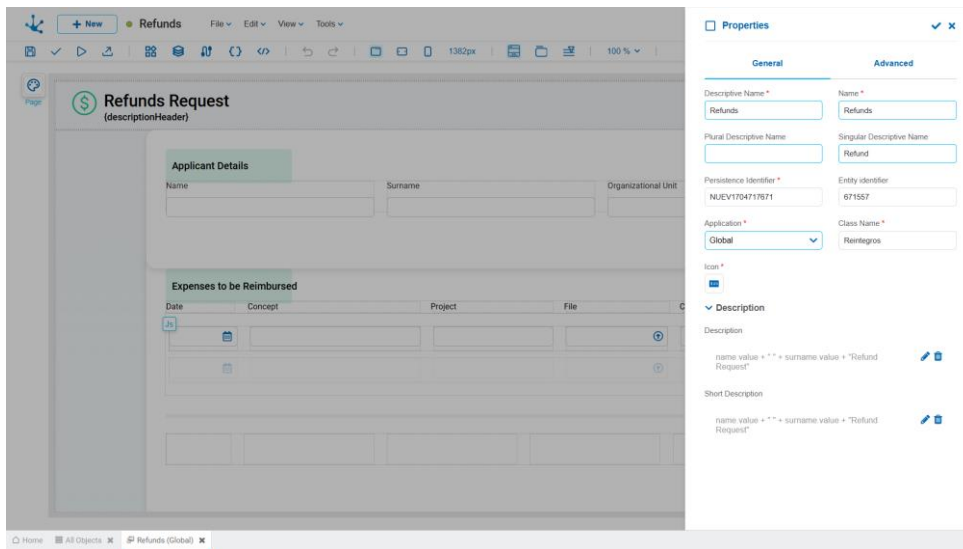 + New
Refunds
File
Edit
View
Tools
1382px
100 %
Page
Refunds Request
{descriptionHeader}
Applicant Details
Name
Surname
Organizational Unit
Expenses to be Reimbursed
Date
Concept
Project
File
C
Js
Properties
General
Advanced
Descriptive Name *
Name *
Refunds
Refunds
Plural Descriptive Name
Singular Descriptive Name
Refund
Persistence Identifier *
Entity identifier
NUEV1704717671
671557
Application *
Class Name *
Global
Reintegros
Icon *
Description
Description
name value + " " + surname value + "Refund
Request"
Short Description
name value + " " + surname value + "Refund
Request"
Home
All Objects
Refunds (Global)